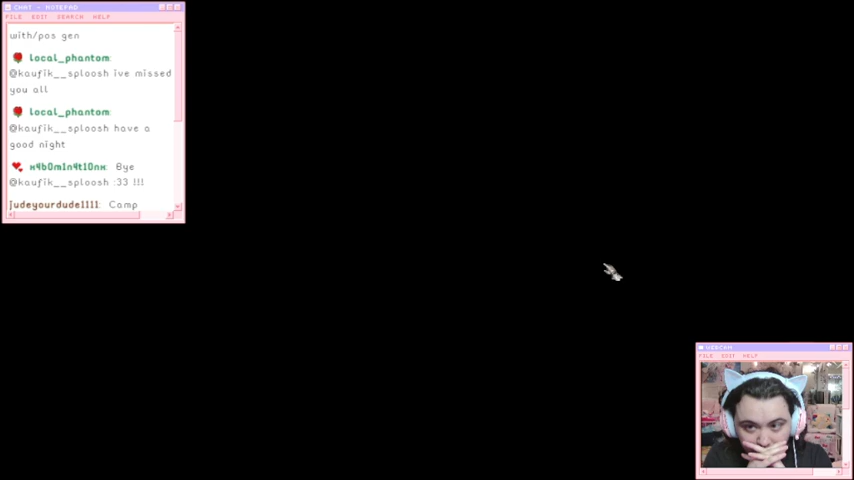 CHAT - NOTEPAD
FILE EDIT SEARCH HELP
with/pos gen
local_phantom:
@kaufik__sploosh ive missed
you all
local_phantom:
@kaufik__sploosh have a
good night
x4b0m1n4t10nx: Bye
@kaufik__sploosh :33 !!!
judeyourdude1111: Camp
WEBCAM
FILE EDIT HELP